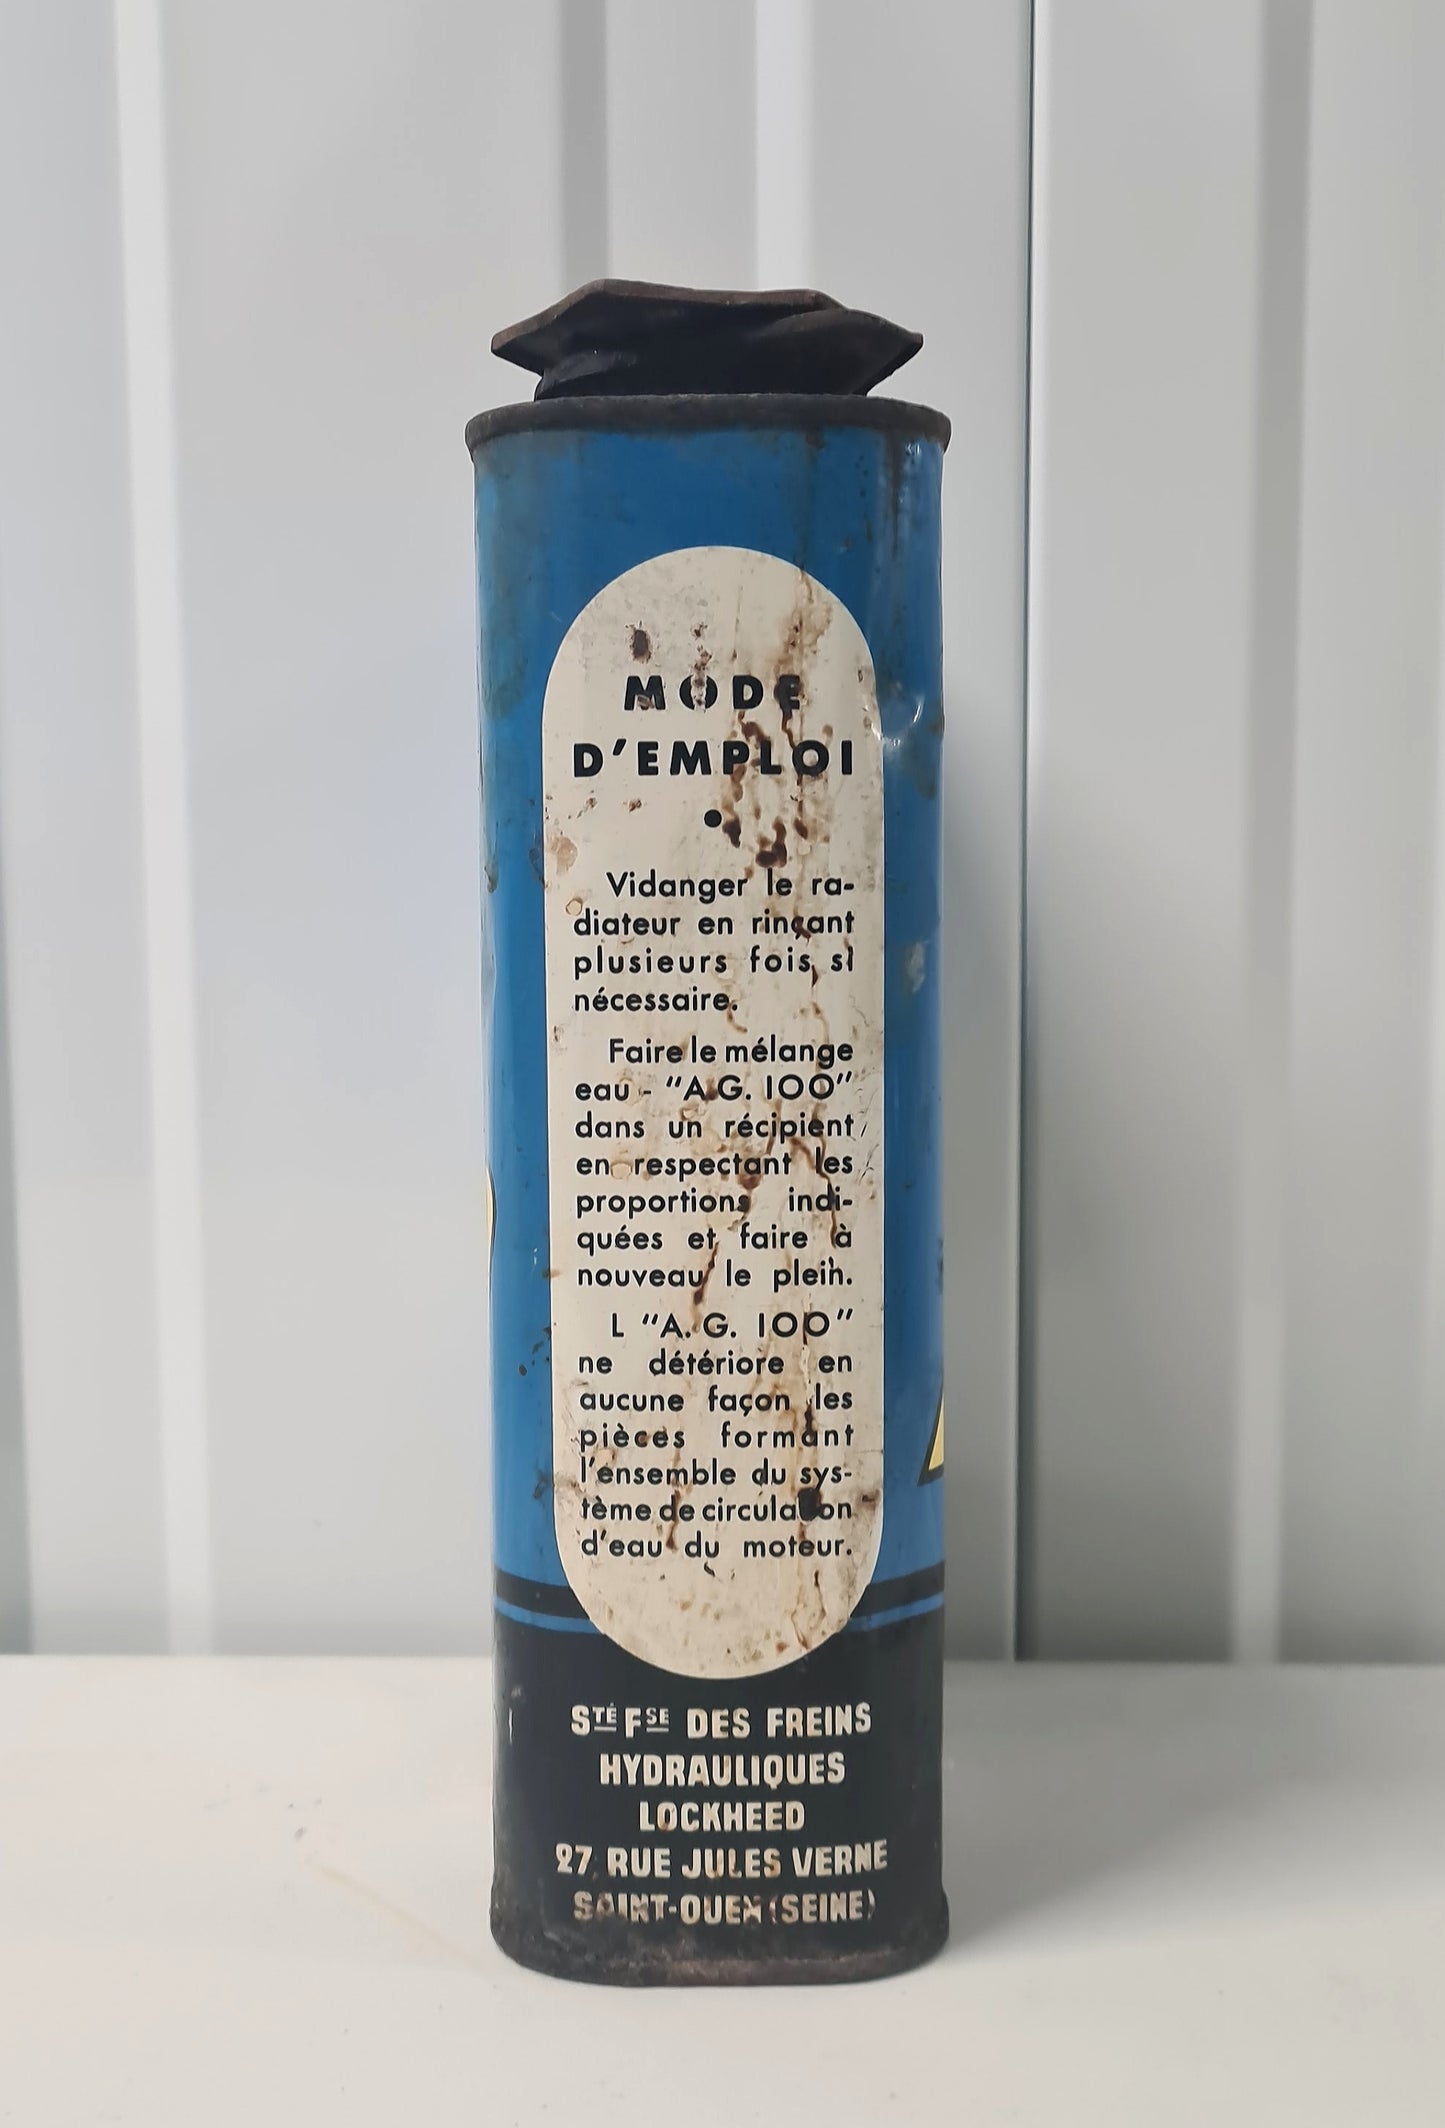 MODE
D'EMPLOI
•
Vidanger le ra-
diateur en rinçant
plusieurs fois, si
nécessaire.
Faire le mélange
eau - "A.G. 100"
dans un récipient
en respectant les
proportions indi-
quées et faire à
nouveau le plein.
L "A. G. 100"
ne détériore en
aucune façon les
pièces formant
l'ensemble du sys-
tème de circulation
d'eau du moteur.
STÉ FSE DES FREINS
HYDRAULIQUES
LOCKHEED
27, RUE JULES VERNE
SAINT-OUEN (SEINE)